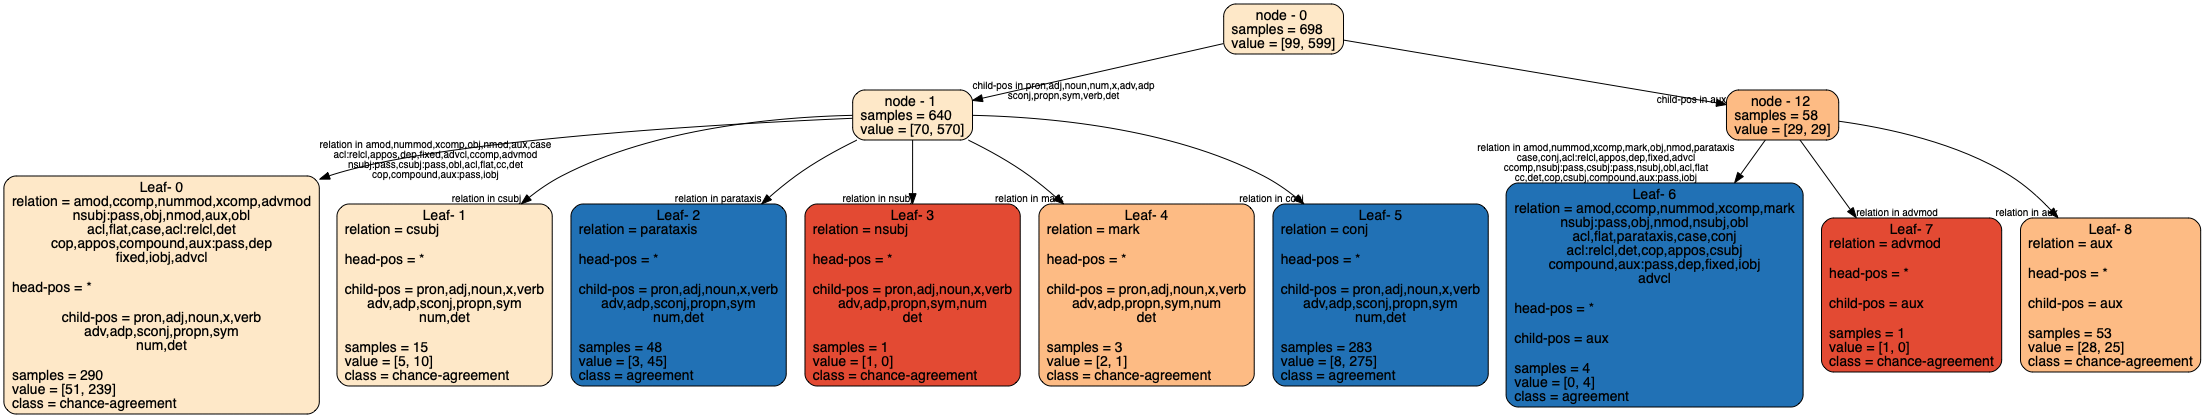 node - 0
samples = 698
value = [99, 599]
child-pos in pron,adj,noun,num,x,adv,adp
sconj,propn,sym,verb,det
child-pos in aux
node - 1
samples = 640
value = [70, 570]
node - 12
samples = 58
value = [29, 29]
relation in amod,nummod,xcomp,obj,nmod,aux,case
acl:relcl,appos,dep,fixed,advcl,ccomp,advmod
nsubj:pass,csubj:pass,obl,acl,flat,cc,det
cop,compound,aux:pass,iobj
relation in csubj
relation in parataxis
relation in nsubj
relation in mark
relation in conj
relation in amod,nummod,xcomp,mark,obj,nmod,parataxis
case,conj,acl:relcl,appos,dep,fixed,advcl
ccomp,nsubj:pass,csubj:pass,nsubj,obl,acl,flat
cc,det,cop,csubj,compound,aux:pass,iobj
relation in advmod
relation in aux
Leaf- 0
relation = amod,ccomp,nummod,xcomp,advmod
nsubj:pass,obj,nmod,aux,obl
acl,flat,case,acl:relcl,det
cop,appos,compound,aux:pass,dep
fixed,iobj,advcl
head-pos = *
child-pos = pron,adj,noun,x,verb
adv,adp,sconj,propn,sym
num,det
samples = 290
value = [51, 239]
class = chance-agreement
Leaf- 1
relation = csubj
head-pos = *
child-pos = pron,adj,noun,x,verb
adv,adp,sconj,propn,sym
num,det
samples = 15
value = [5, 10]
class = chance-agreement
Leaf- 2
relation = parataxis
head-pos = *
child-pos = pron,adj,noun,x,verb
adv,adp,sconj,propn,sym
num,det
samples = 48
value = [3, 45]
class = agreement
Leaf- 3
relation = nsubj
head-pos = *
child-pos = pron,adj,noun,x,verb
adv,adp,propn,sym,num
det
samples = 1
value = [1, 0]
class = chance-agreement
Leaf- 4
relation = mark
head-pos = *
child-pos = pron,adj,noun,x,verb
adv,adp,propn,sym,num
det
samples = 3
value = [2, 1]
class = chance-agreement
Leaf- 5
relation = conj
head-pos = *
child-pos = pron,adj,noun,x,verb
adv,adp,sconj,propn,sym
num,det
samples = 283
value = [8, 275]
class = agreement
Leaf- 6
relation = amod,ccomp,nummod,xcomp,mark
nsubj:pass,obj,nmod,nsubj,obl
acl,flat,parataxis,case,conj
acl:relcl,det,cop,appos,csubj
compound,aux:pass,dep,fixed,iobj
advcl
head-pos = *
child-pos = aux
samples = 4
value = [0, 4]
class = agreement
Leaf- 7
relation = advmod
head-pos = *
child-pos = aux
samples = 1
value = [1, 0]
class = chance-agreement
Leaf- 8
relation = aux
head-pos = *
child-pos = aux
samples = 53
value = [28, 25]
class = chance-agreement